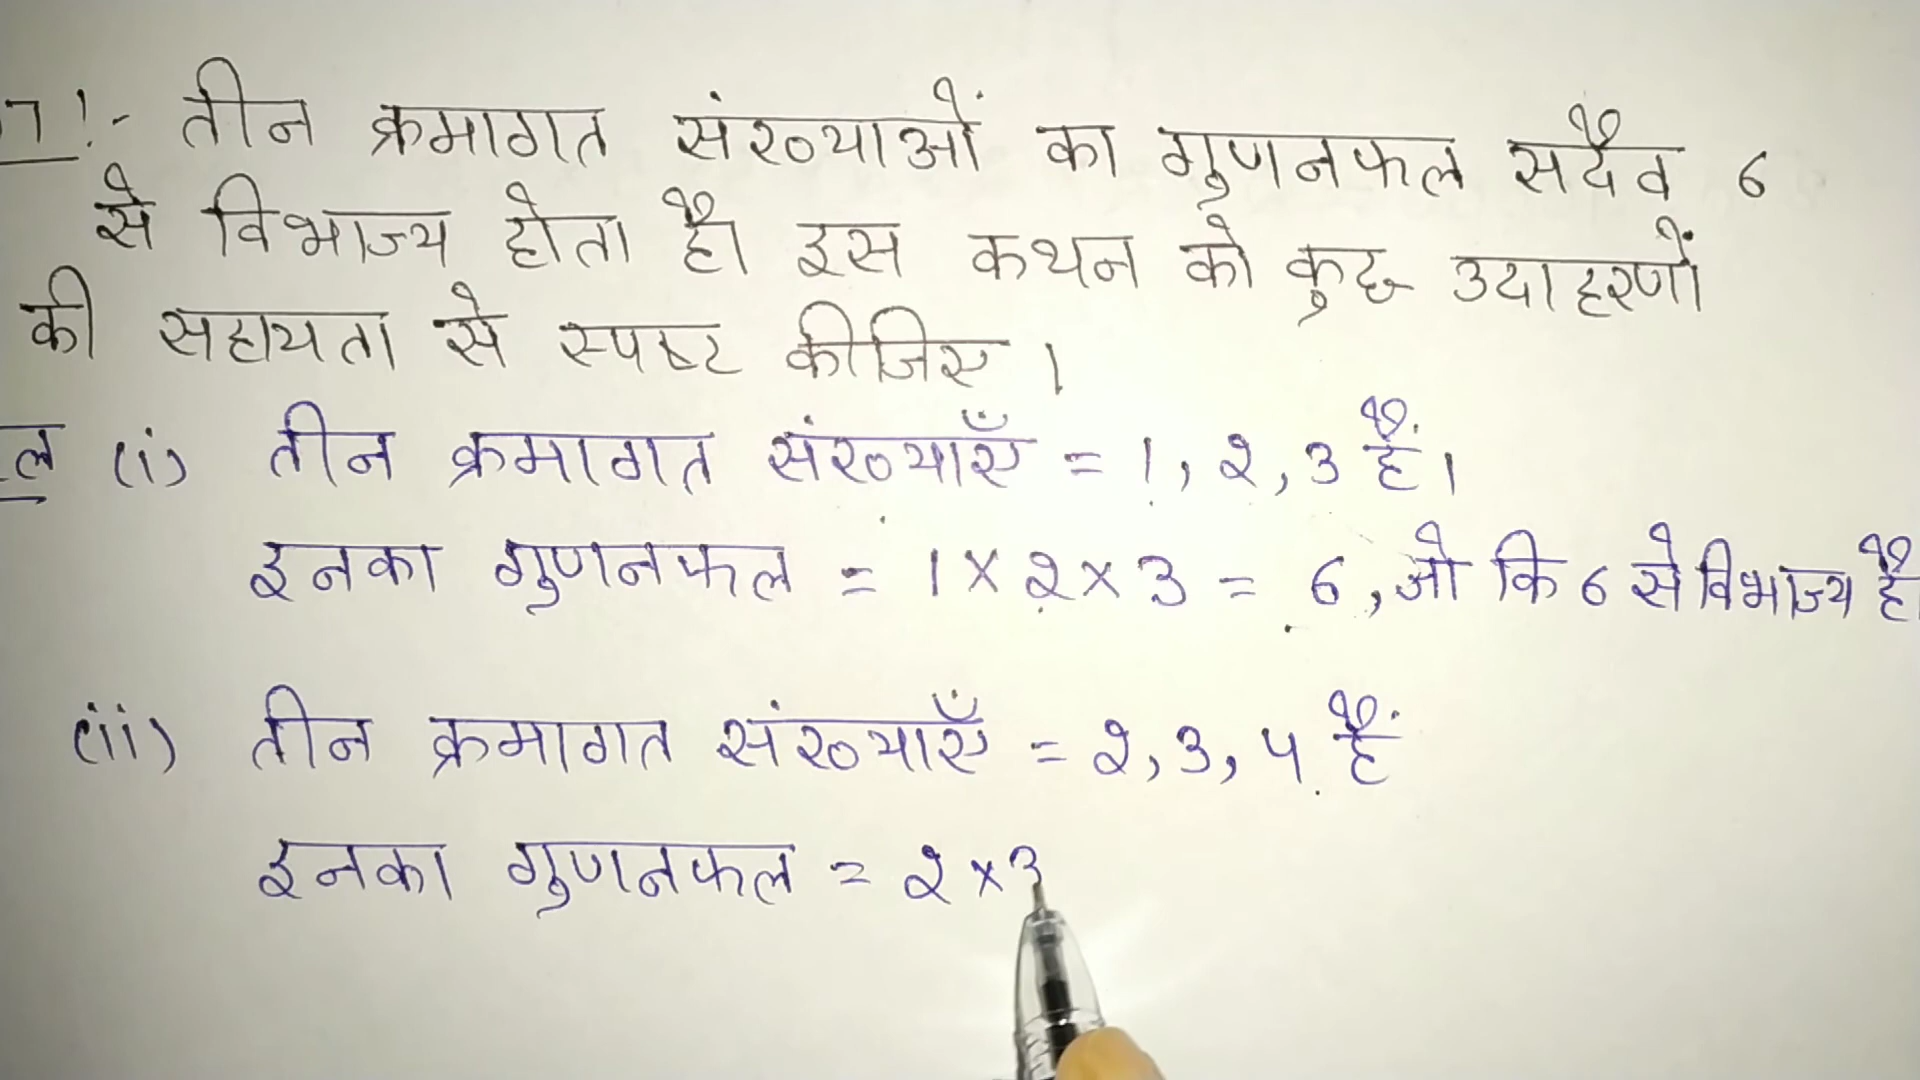 !- तीन क्रमागत संख्याओं का गुणनफल सदैव 6
से विभाज्य होता है। इस कथन को कुछ उदाहरणों
की सहायता से स्पष्ट कीजिए।
ल (i) तीन क्रमागत संख्याएँ = 1, 2, 3 हैं।
इनका गुणनफल = 1 × 2 × 3 = 6, जो कि 6 से विभाज्य है।
(ii) तीन क्रमागत संख्याएँ = 2, 3, 4 हैं
इनका गुणनफल = 2 × 3